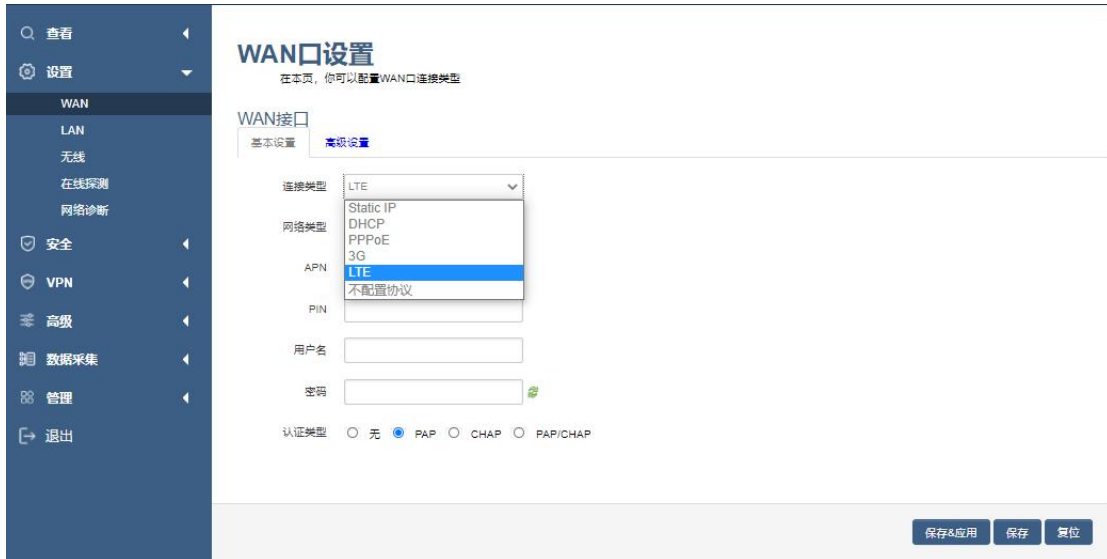 查看
设置
WAN
LAN
无线
在线探测
网络诊断
安全
VPN
高级
数据采集
管理
退出
WAN口设置
在本页，你可以配置WAN口连接类型
WAN接口
基本设置 高级设置
连接类型 LTE
Static IP
DHCP
PPPoE
3G
LTE
不配置协议
网络类型
APN
PIN
用户名
密码
认证类型 无 PAP CHAP PAP/CHAP
保存&应用 保存 复位